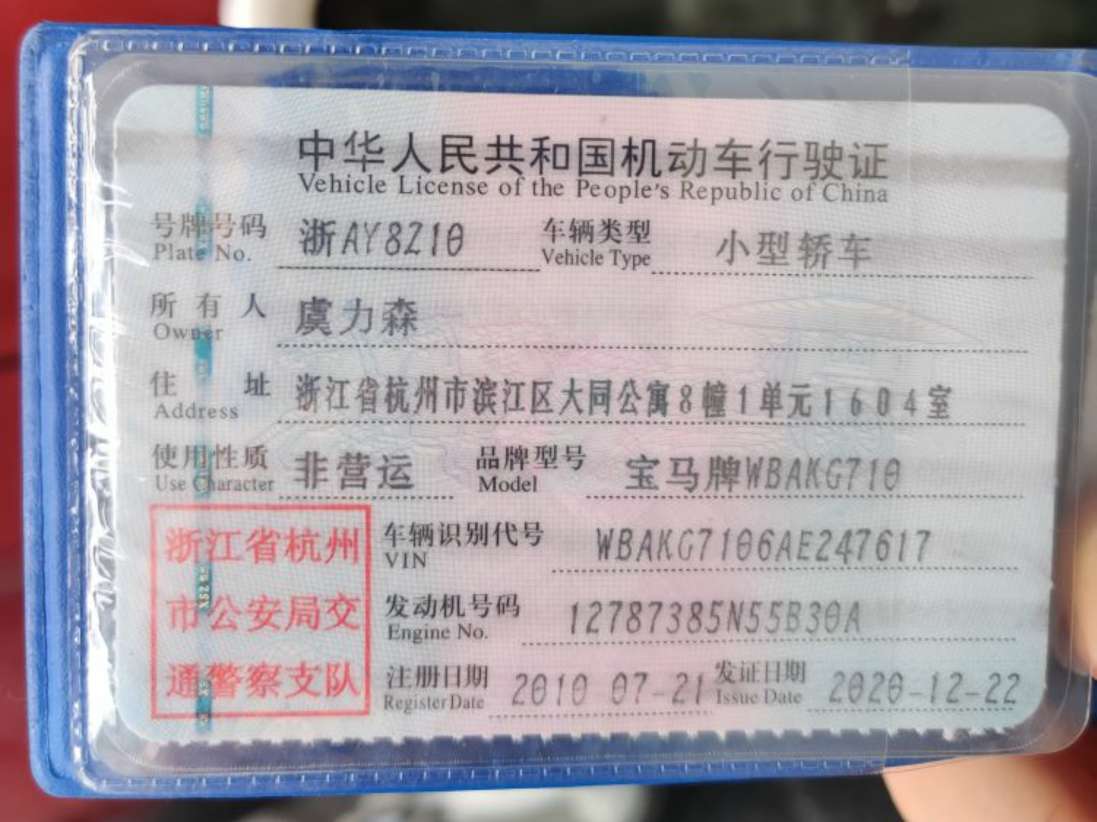 中华人民共和国机动车行驶证
Vehicle License of the People's Republic of China
号牌号码 浙AY8Z10 车辆类型 小型轿车
Plate No. Vehicle Type
所有人 虞力森
Owner
住址 浙江省杭州市滨江区大同公寓8幢1单元1604室
Address
使用性质 非营运 品牌型号 宝马牌WBAKG710
Use Character Model
浙江省杭州 车辆识别代号 WBAKG7106AE247617
VIN
市公安局交 发动机号码 12787385N55B30A
Engine No.
通警察支队 注册日期 2010-07-21 发证日期 2020-12-22
Register Date Issue Date